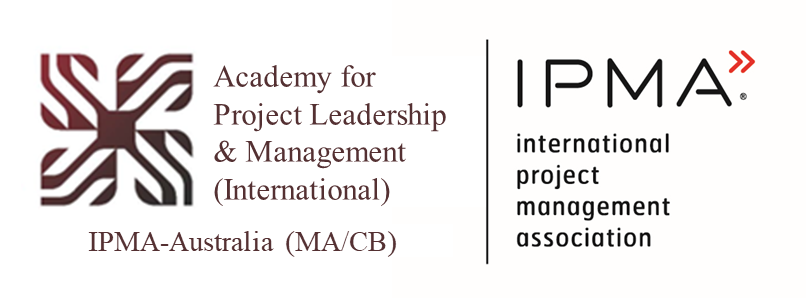 Academy for
Project Leadership
& Management
(International)
IPMA-Australia (MA/CB)
IPMA®
international
project
management
association